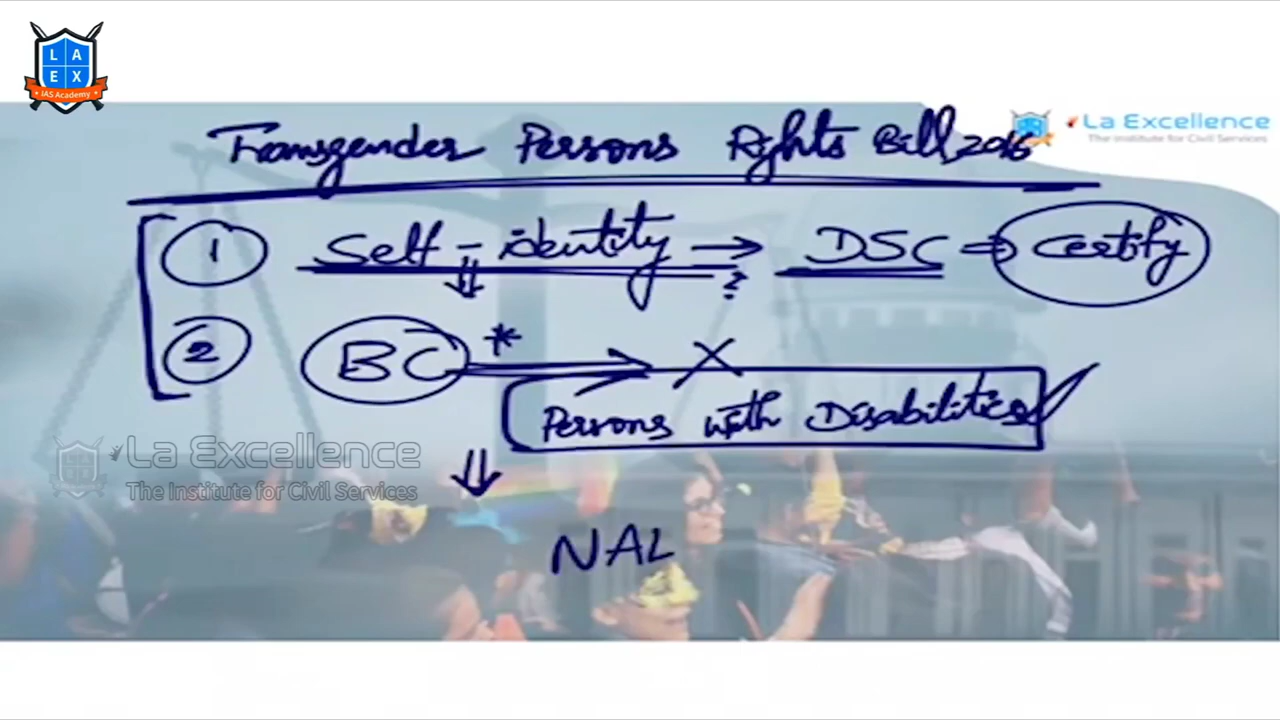 L A
E X
IAS Academy
La Excellence
The Institute for Civil Services
Transgender Persons Rights Bill 2016
1 Self-identity → DSC ⇒ Certify
?
2 BC * → X
Persons with Disabilities
La Excellence
The Institute for Civil Services
NAL